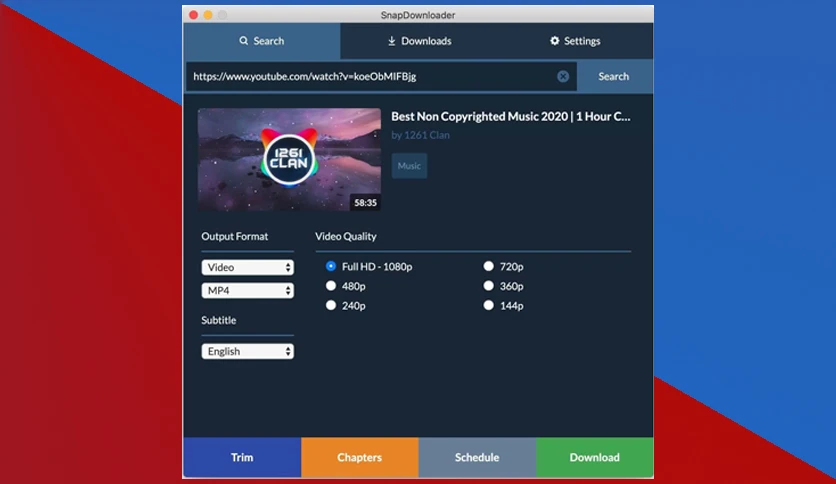 SnapDownloader
Search
Downloads
Settings
https://www.youtube.com/watch?v=koeObMIFBjg
Search
1261
CLAN
58:35
Best Non Copyrighted Music 2020 | 1 Hour C...
by 1261 Clan
Music
Output Format
Video
MP4
Subtitle
English
Video Quality
Full HD - 1080p
720p
480p
360p
240p
144p
Trim
Chapters
Schedule
Download